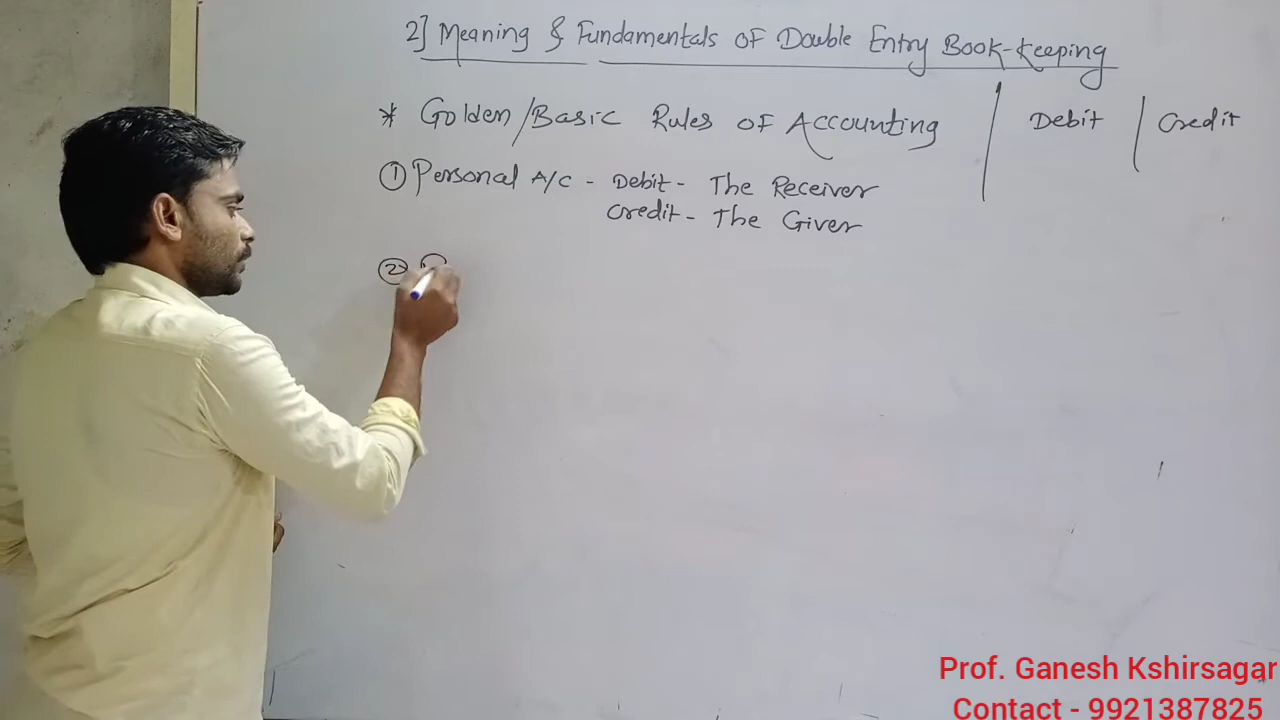 2] Meaning & Fundamentals OF Double Entry Book-Keeping
* Golden/Basic Rules OF Accounting | Debit | Credit
① Personal A/C - Debit - The Receiver
Credit - The Giver
②
Prof. Ganesh Kshirsagar
Contact - 9921387825